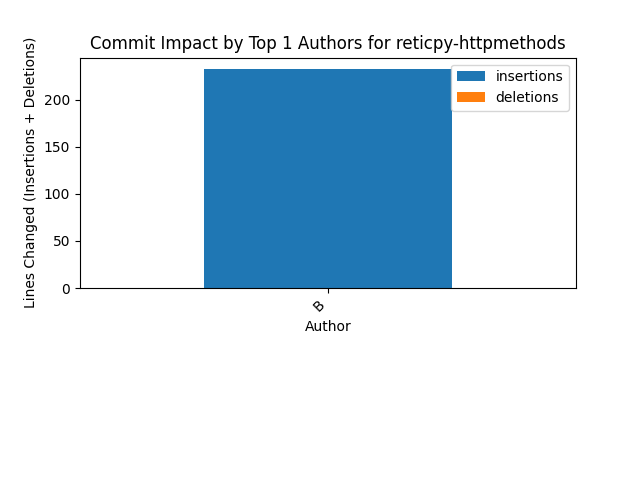 Commit Impact by Top 1 Authors for reticpy-httpmethods
Lines Changed (Insertions + Deletions)
200
150
100
50
0
insertions
deletions
B
Author